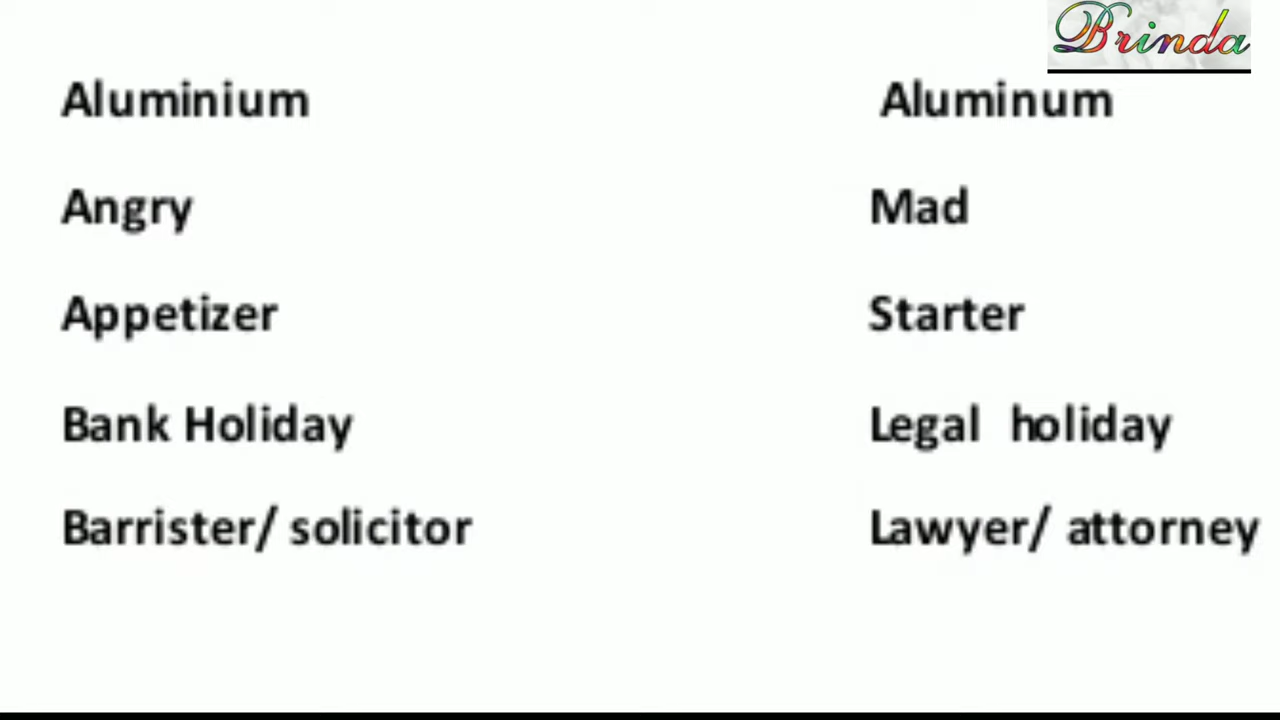 Brinda
Aluminium Aluminum
Angry Mad
Appetizer Starter
Bank Holiday Legal holiday
Barrister/ solicitor Lawyer/ attorney